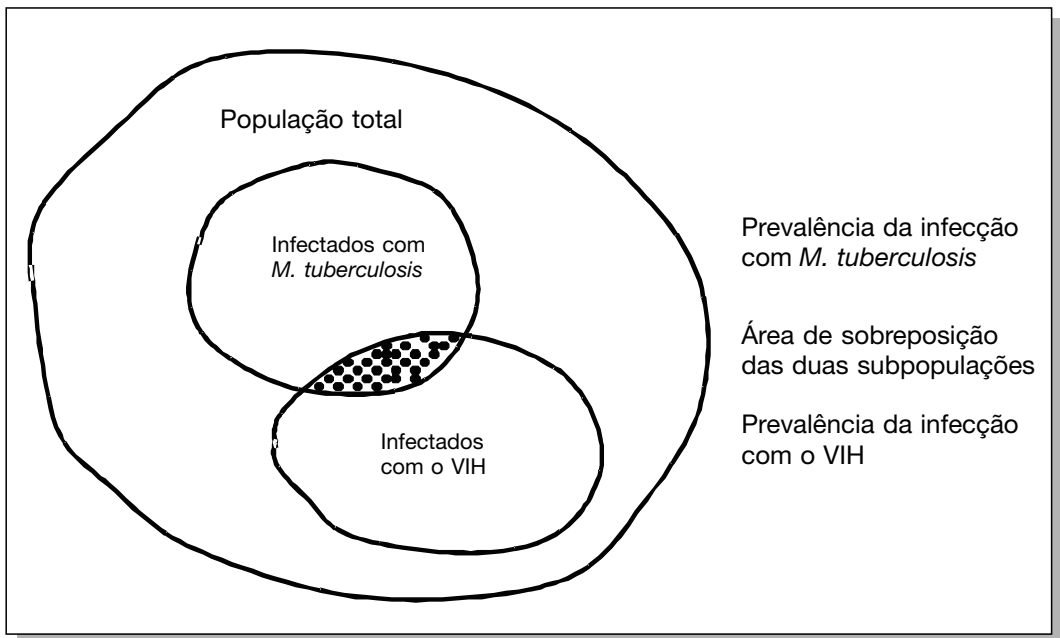 População total
Infectados com
M. tuberculosis
Infectados
com o VIH
Prevalência da infecção
com M. tuberculosis
Área de sobreposição
das duas subpopulações
Prevalência da infecção
com o VIH